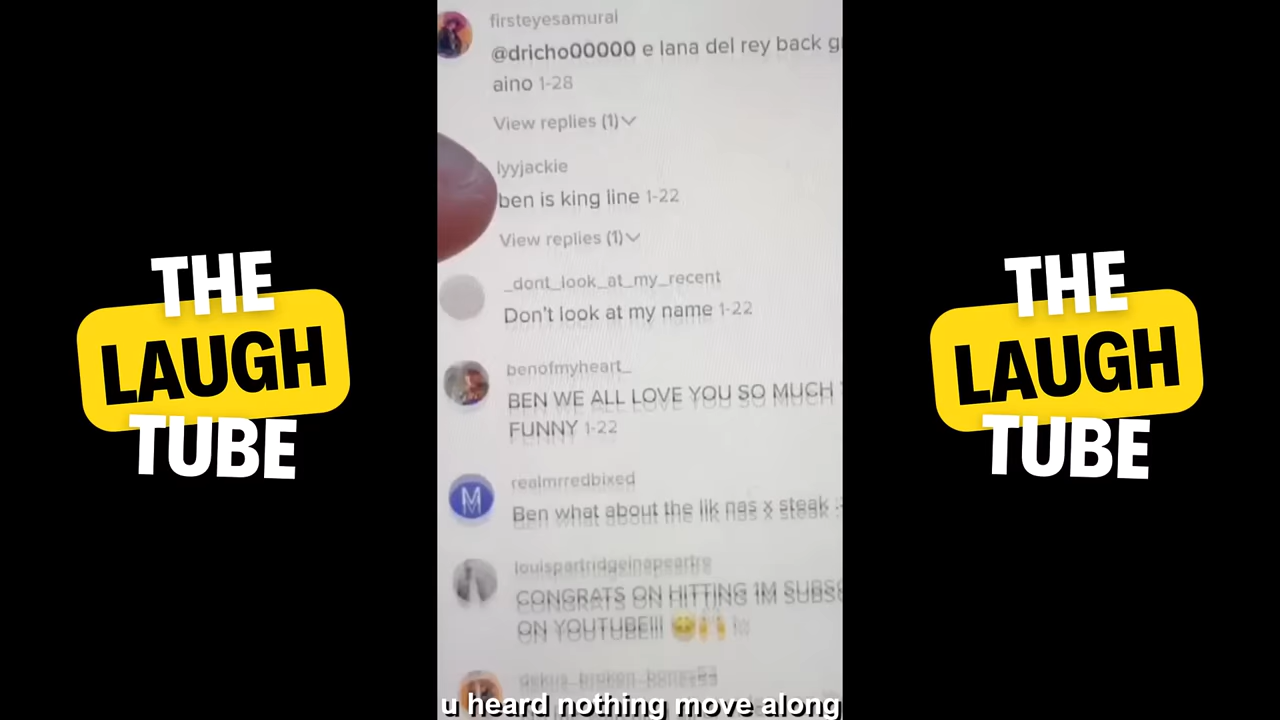 firsteyesamurai
@dricho00000 e lana del rey back
aino 1-28
View replies (1)
lyyjackie
ben is king line 1-22
View replies (1)
_dont_look_at_my_recent
Don't look at my name 1-22
benofmyheart_
BEN WE ALL LOVE YOU SO MUCH
FUNNY 1-22
realmrredbixed
M
Ben what about the lik nas x steak
louispartridgeinapeartre
CONGRATS ON HITTING 1M
ON YOUTUBE!!!
u heard nothing move along
THE
LAUGH
TUBE
THE
LAUGH
TUBE